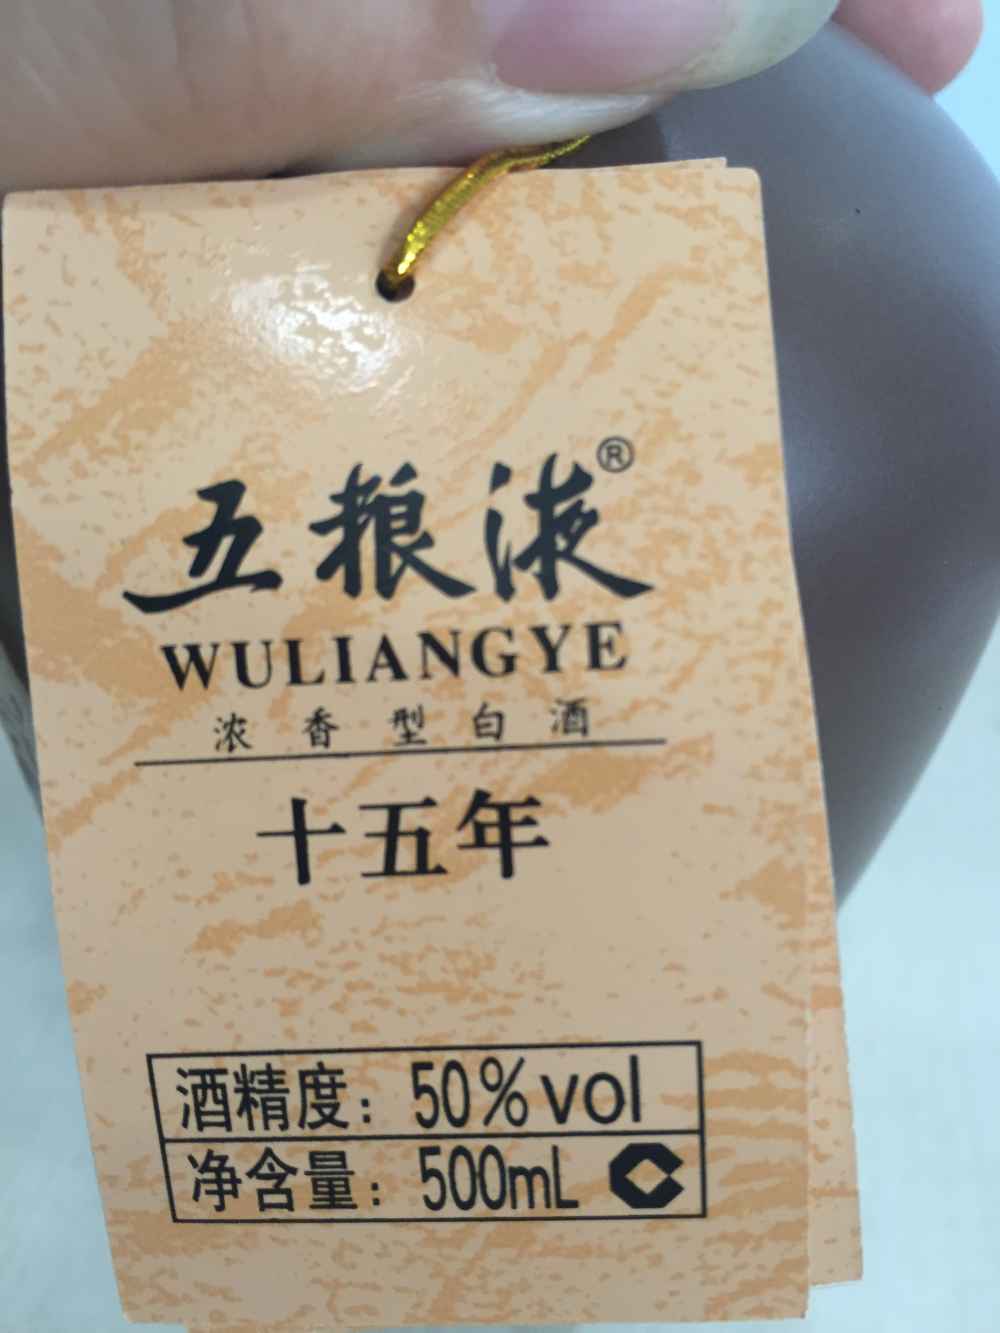 五粮液®
WULIANGYE
浓香型白酒
十五年
酒精度：50%vol
净含量：500mL